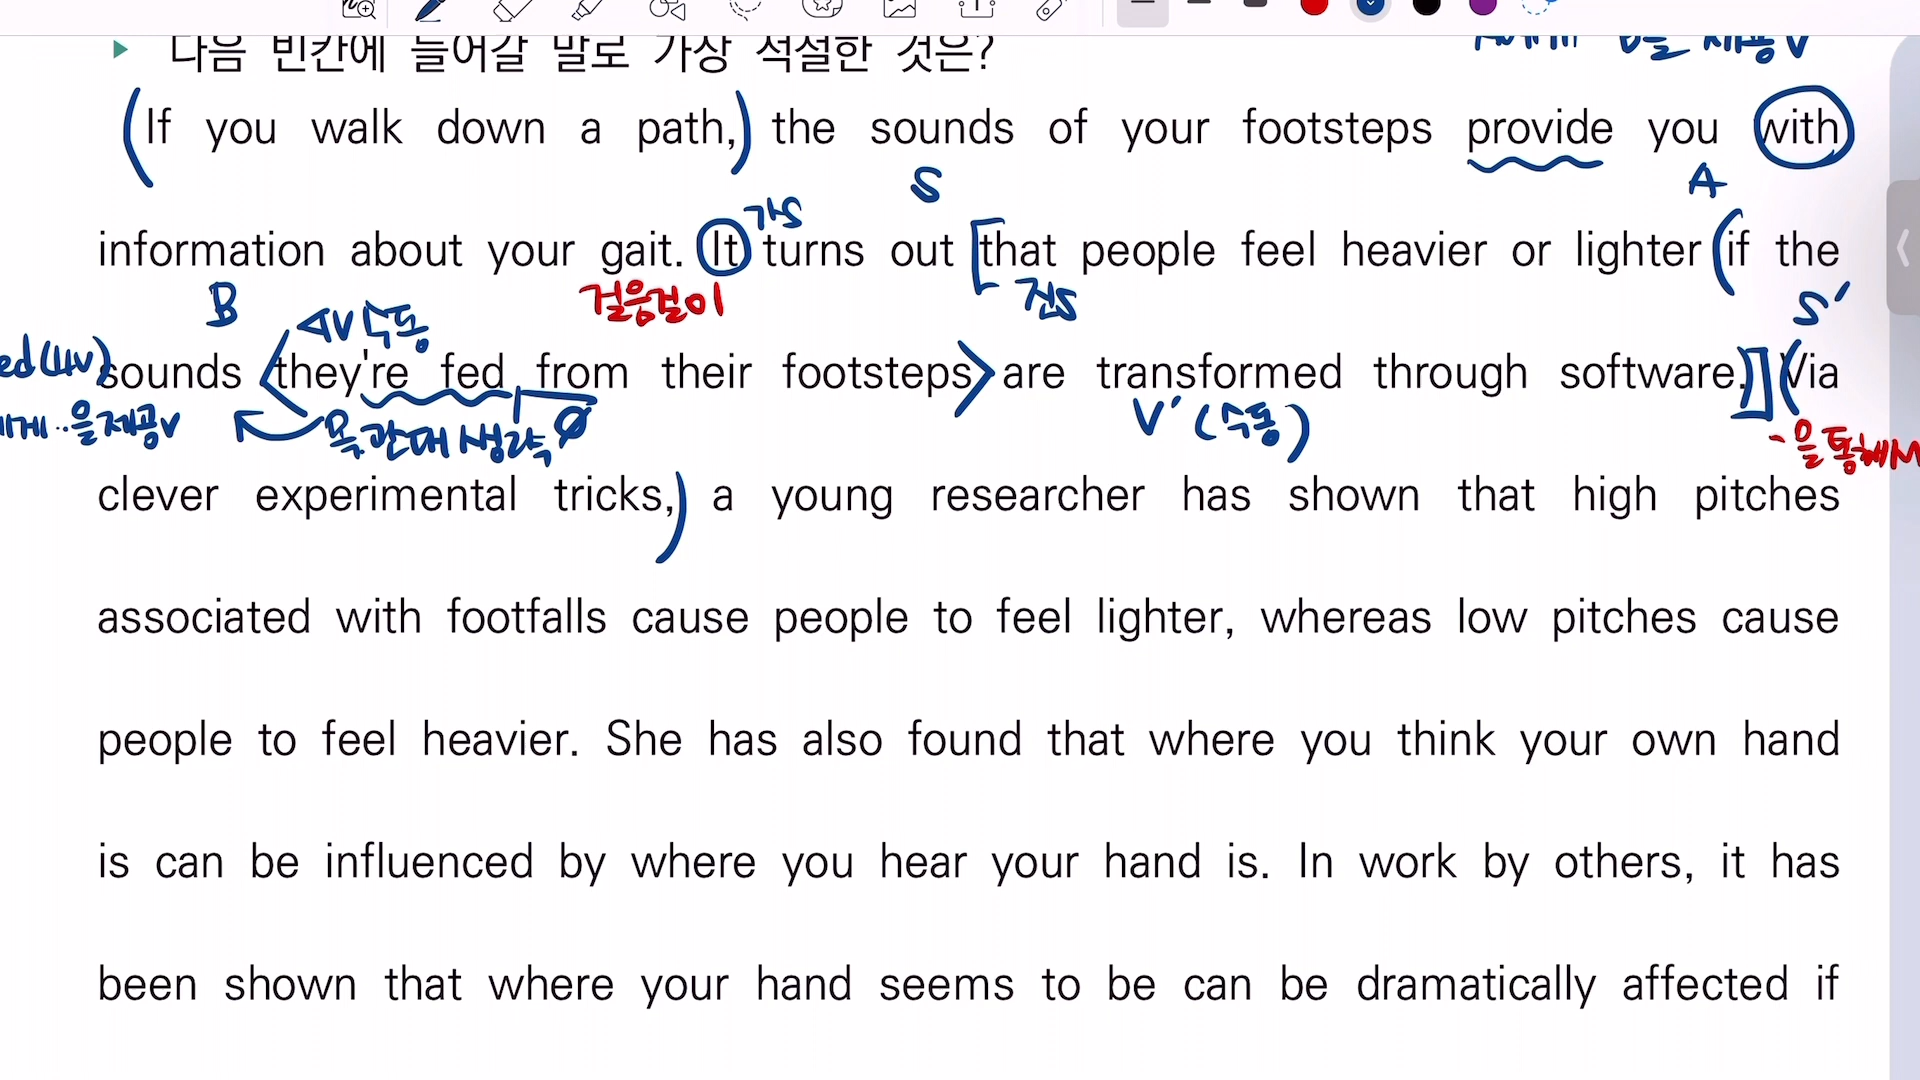 다음 빈칸에 들어갈 말로 가장 적절한 것은?
(If you walk down a path,) the sounds of your footsteps provide you with
S A
가S
information about your gait. It turns out [that people feel heavier or lighter (if the
B 걸음걸이 진S S'
4V 수동
sounds <they're fed from their footsteps> are transformed through software.] (Via
목.관대 생략 Ø V' (수동) ~을 통해서
clever experimental tricks,) a young researcher has shown that high pitches
associated with footfalls cause people to feel lighter, whereas low pitches cause
people to feel heavier. She has also found that where you think your own hand
is can be influenced by where you hear your hand is. In work by others, it has
been shown that where your hand seems to be can be dramatically affected if